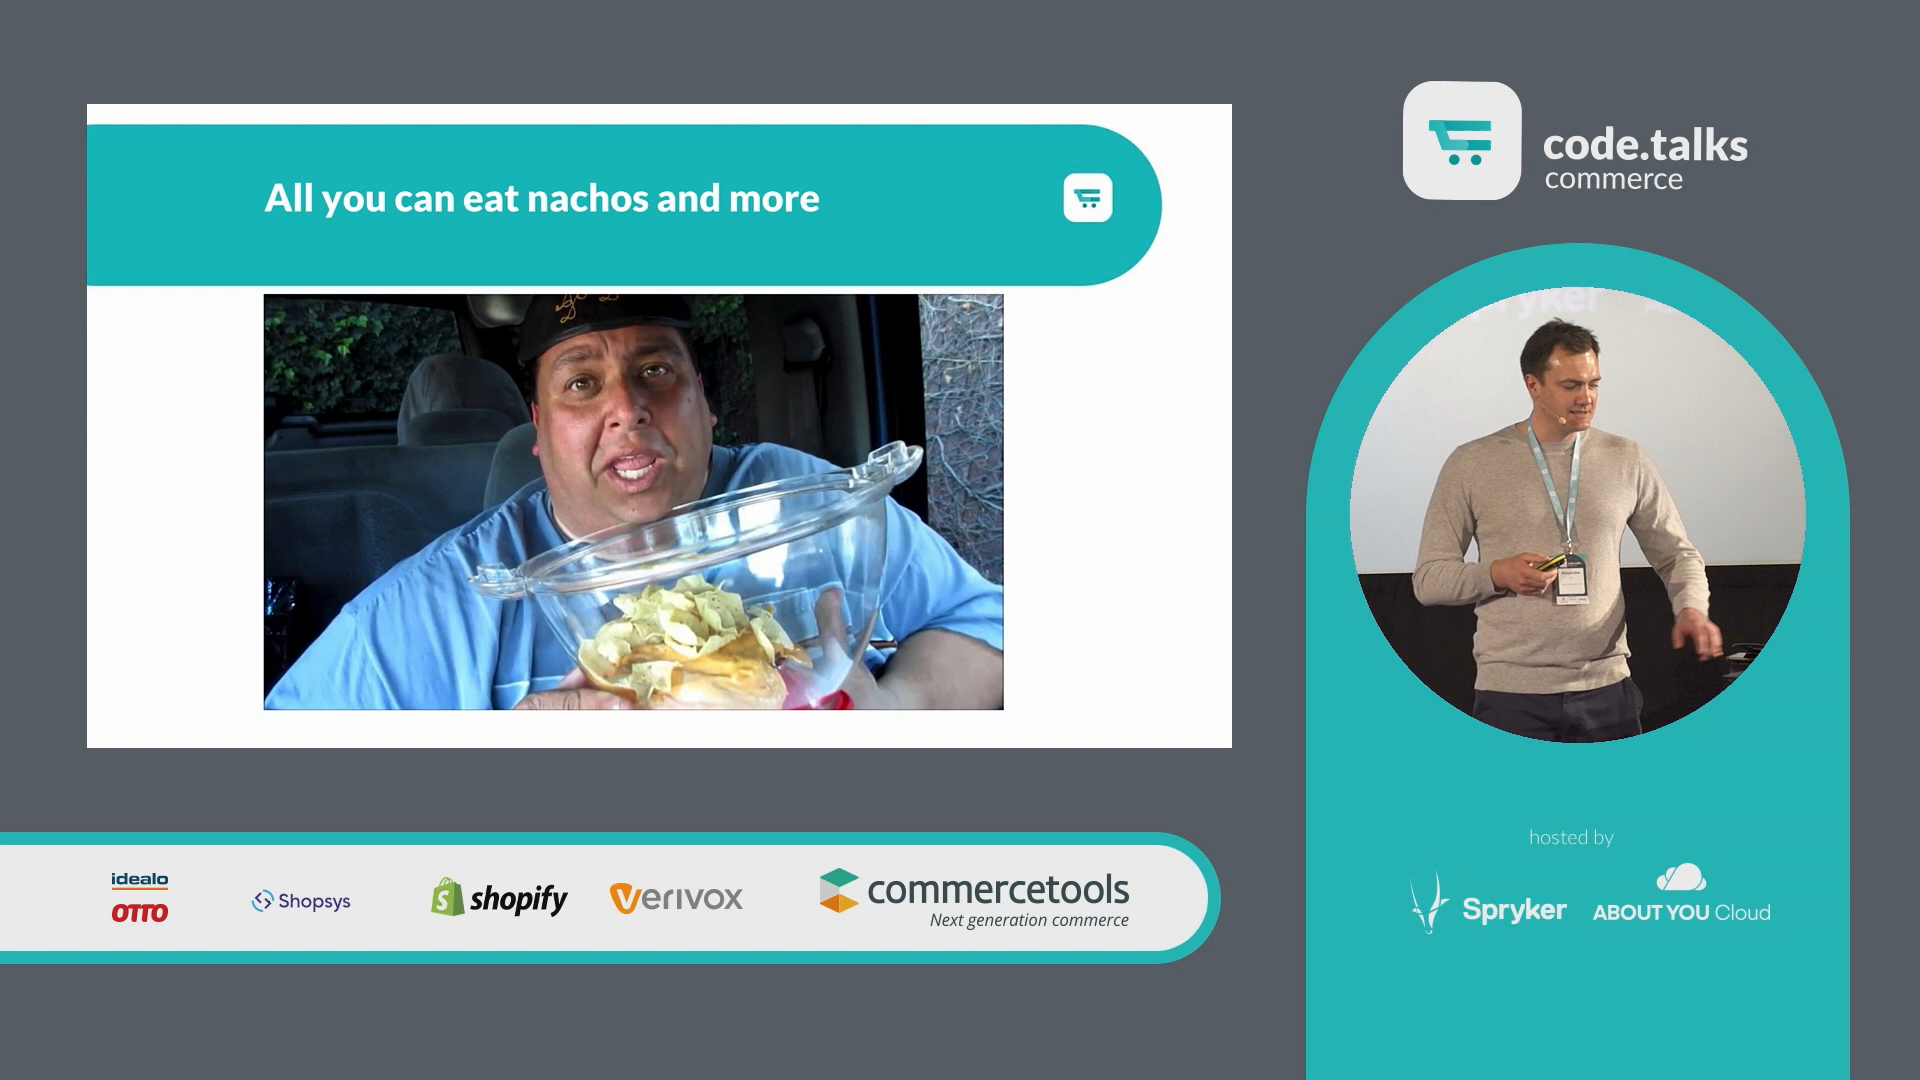 All you can eat nachos and more
code.talks
commerce
Spryker
hosted by
Spryker
ABOUT YOU Cloud
idealo
OTTO
Shopsys
shopify
verivox
commercetools
Next generation commerce